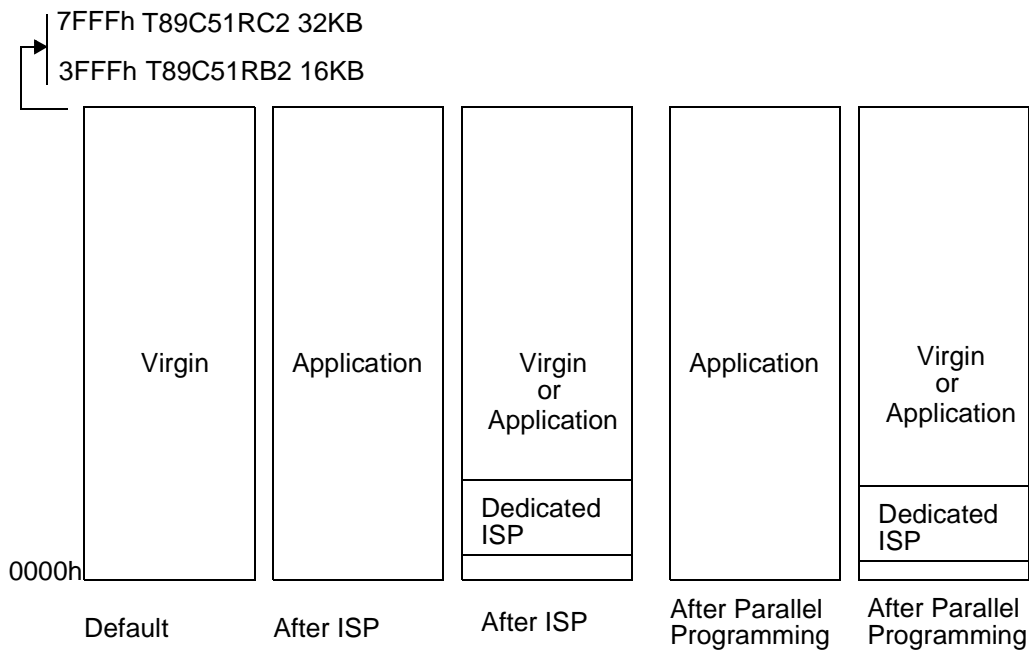 7FFFh T89C51RC2 32KB
3FFFh T89C51RB2 16KB
Virgin
Application
Virgin
or
Application
Dedicated
ISP
Application
Virgin
or
Application
Dedicated
ISP
0000h
Default
After ISP
After ISP
After Parallel
Programming
After Parallel
Programming